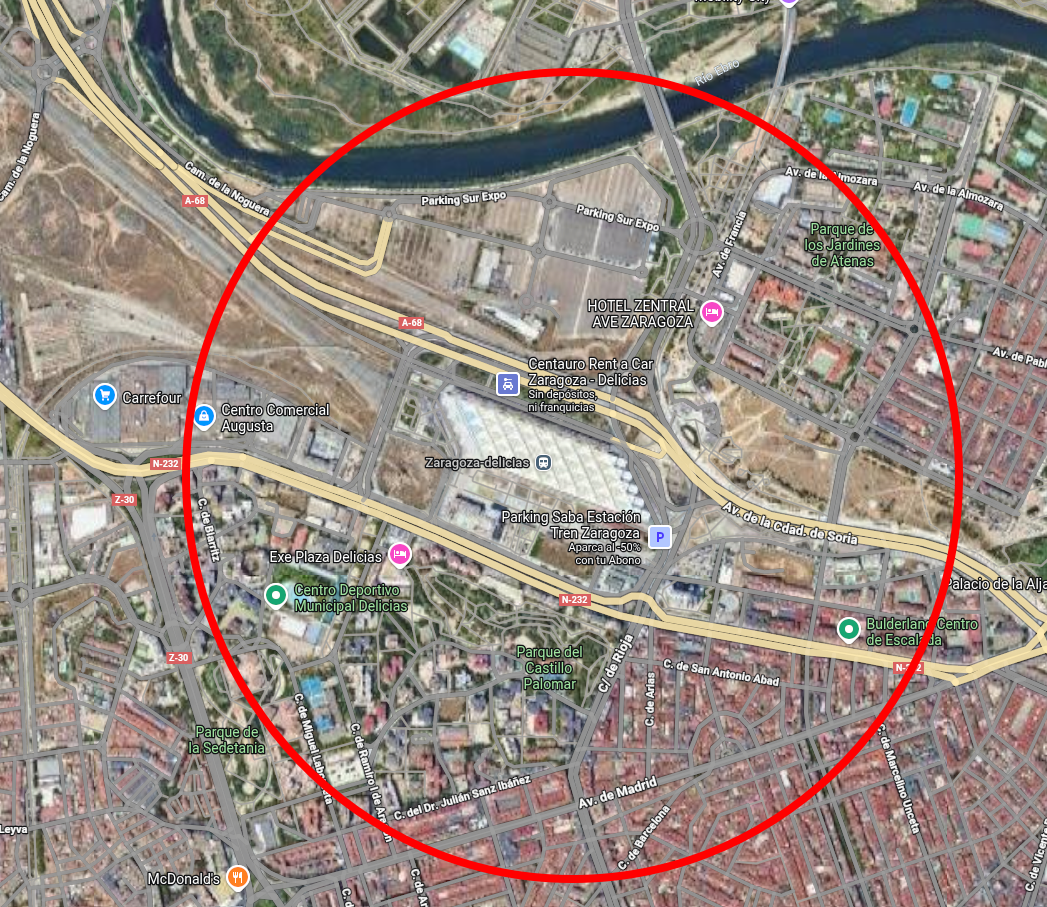 Río Ebro
Cam. de la Noguera
Cam. de la Noguera
A-68
Parking Sur Expo
Parking Sur Expo
Av. de la Almozara
Av. de la Almozara
Parque de
los Jardines
de Atenas
Av. de Francia
HOTEL ZENTRAL
AVE ZARAGOZA
A-68
Av. de Pabl
Centauro Rent a Car
Zaragoza - Delicias
Sin depósitos,
ni franquicias
Carrefour
Centro Comercial
Augusta
N-232
Zaragoza-delicias
Z-30
C. de Biarritz
Parking Saba Estación
Tren Zaragoza
Aparca al -50%
con tu Abono
P
Av. de la Cdad. de Soria
Exe Plaza Delicias
Centro Deportivo
Municipal Delicias
Palacio de la Alja
N-232
Bulderland Centro
de Escalada
Z-30
Parque del
Castillo
Palomar
C/ de Rioja
C. de San Antonio Abad
C. de Arias
Parque de
la Sedetania
C. de Ramiro I de Aragón
C. de Marcelino Unceta
C. del Dr. Julián Sanz Ibáñez
Av. de Madrid
Leyva
C. de Barcelona
C. de Vicente
McDonald's